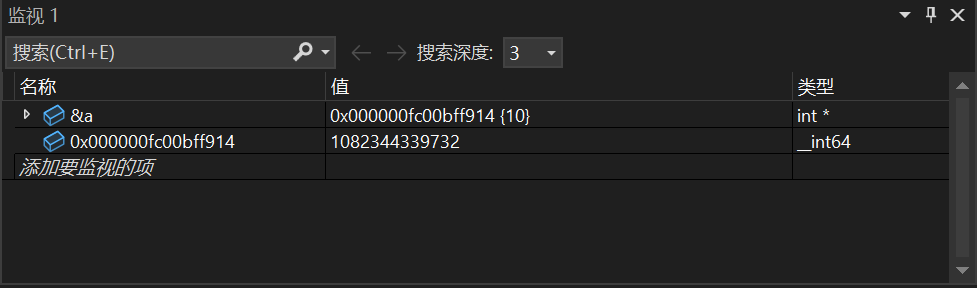 监视 1
搜索(Ctrl+E) 搜索深度: 3
名称 值 类型
&a 0x000000fc00bff914 {10} int *
0x000000fc00bff914 1082344339732 __int64
添加要监视的项